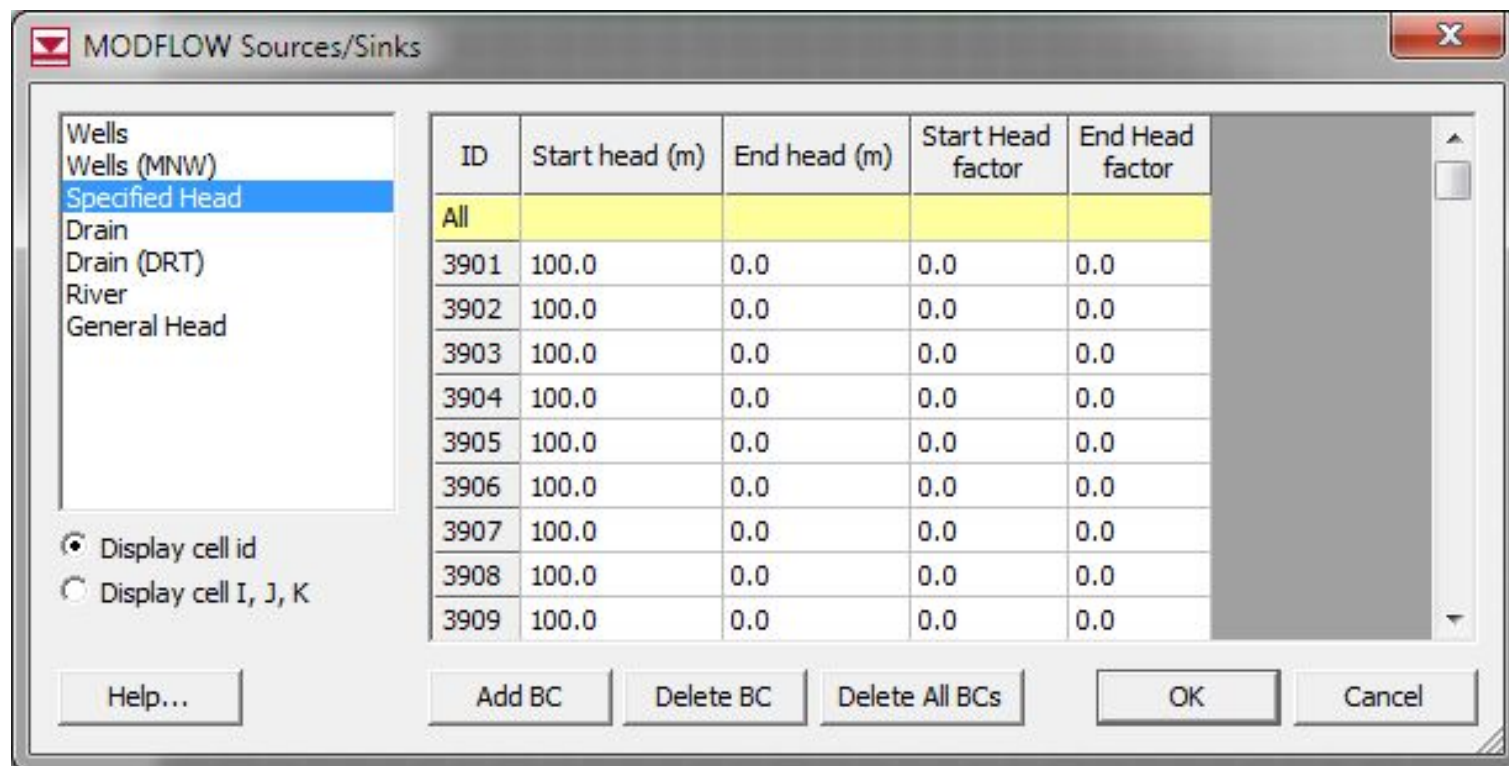 MODFLOW Sources/Sinks
X
Wells
Wells (MNW)
Specified Head
Drain
Drain (DRT)
River
General Head
Display cell id
Display cell I, J, K
ID Start head (m) End head (m) Start Head factor End Head factor
All
3901 100.0 0.0 0.0 0.0
3902 100.0 0.0 0.0 0.0
3903 100.0 0.0 0.0 0.0
3904 100.0 0.0 0.0 0.0
3905 100.0 0.0 0.0 0.0
3906 100.0 0.0 0.0 0.0
3907 100.0 0.0 0.0 0.0
3908 100.0 0.0 0.0 0.0
3909 100.0 0.0 0.0 0.0
Help... Add BC Delete BC Delete All BCs OK Cancel